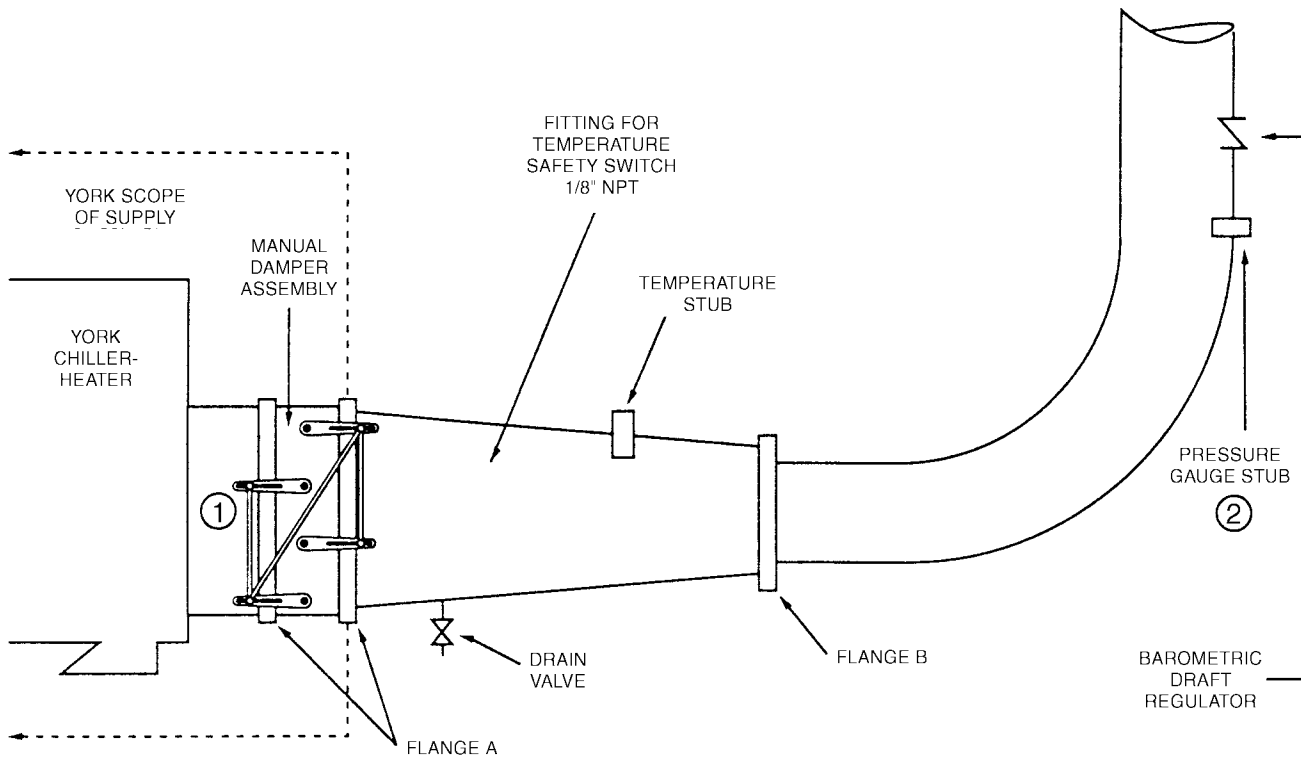 FITTING FOR
TEMPERATURE
SAFETY SWITCH
1/8" NPT
YORK SCOPE
OF SUPPLY
MANUAL
DAMPER
ASSEMBLY
TEMPERATURE
STUB
YORK
CHILLER-
HEATER
PRESSURE
GAUGE STUB
1
2
DRAIN
VALVE
FLANGE B
BAROMETRIC
DRAFT
REGULATOR
FLANGE A